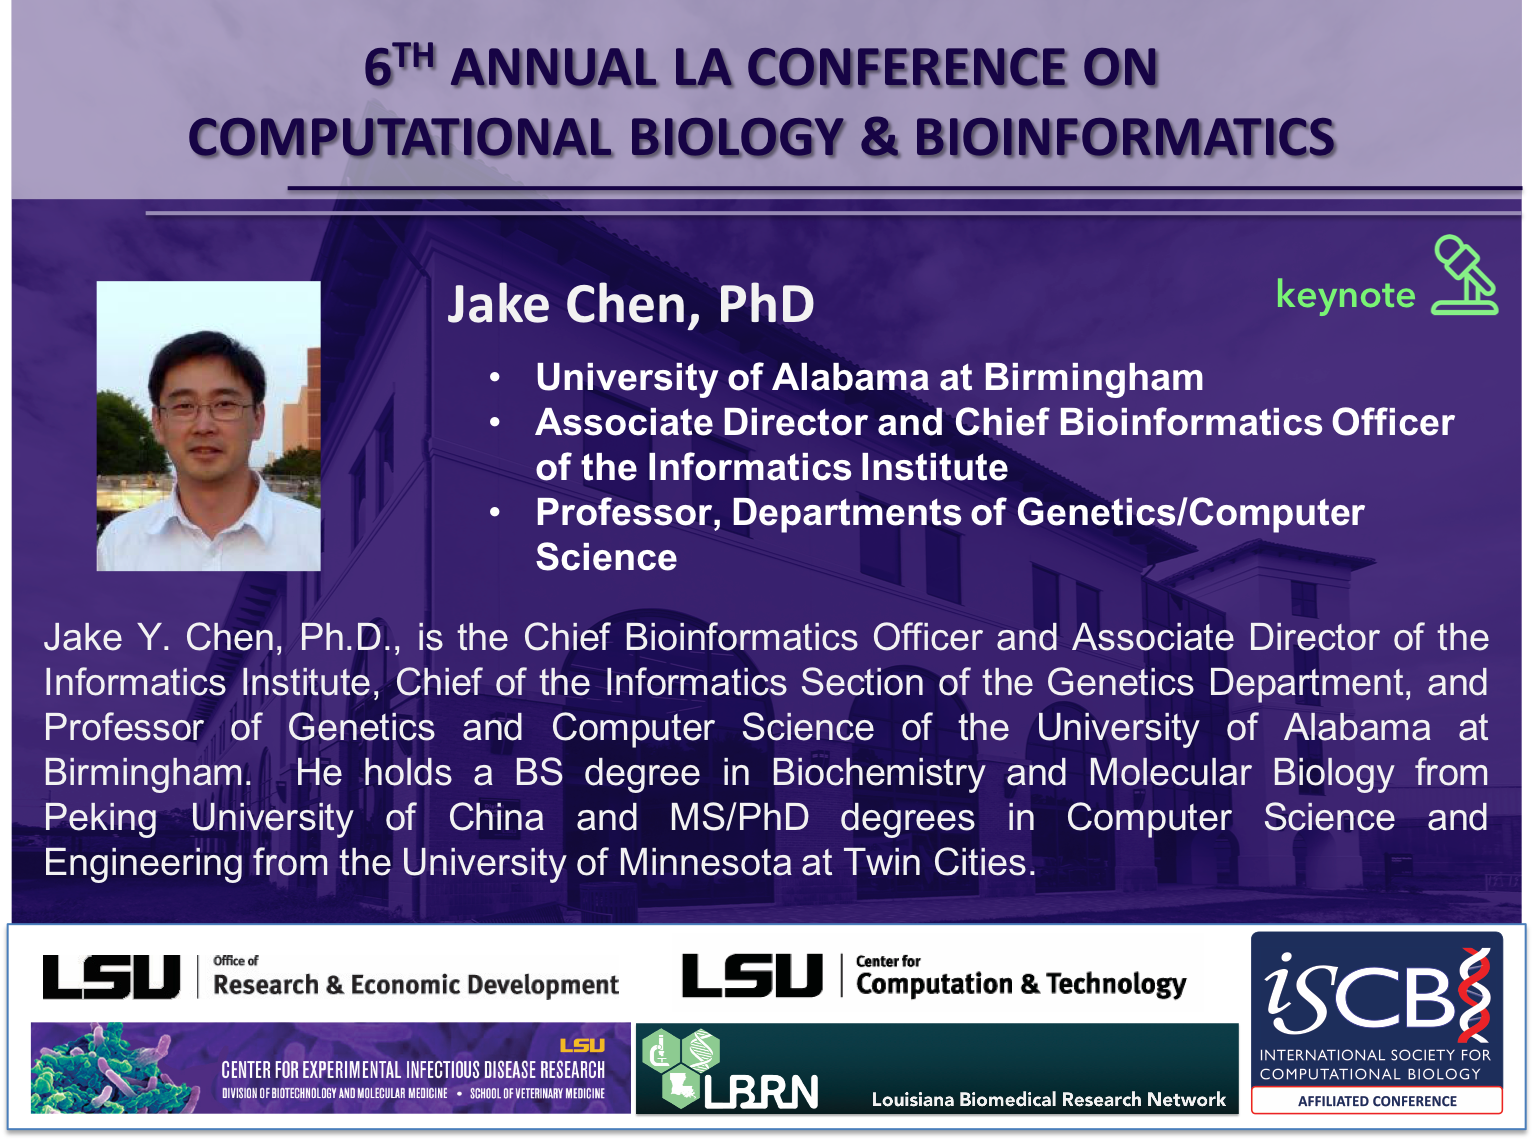 6TH ANNUAL LA CONFERENCE ON
COMPUTATIONAL BIOLOGY & BIOINFORMATICS
keynote
Jake Chen, PhD
• University of Alabama at Birmingham
• Associate Director and Chief Bioinformatics Officer
of the Informatics Institute
• Professor, Departments of Genetics/Computer
Science
Jake Y. Chen, Ph.D., is the Chief Bioinformatics Officer and Associate Director of the
Informatics Institute, Chief of the Informatics Section of the Genetics Department, and
Professor of Genetics and Computer Science of the University of Alabama at
Birmingham. He holds a BS degree in Biochemistry and Molecular Biology from
Peking University of China and MS/PhD degrees in Computer Science and
Engineering from the University of Minnesota at Twin Cities.
LSU
Office of
Research & Economic Development
LSU
Center for
Computation & Technology
LSU
CENTER FOR EXPERIMENTAL INFECTIOUS DISEASE RESEARCH
DIVISION OF BIOTECHNOLOGY AND MOLECULAR MEDICINE • SCHOOL OF VETERINARY MEDICINE
LBRN
Louisiana Biomedical Research Network
iSCB
INTERNATIONAL SOCIETY FOR
COMPUTATIONAL BIOLOGY
AFFILIATED CONFERENCE